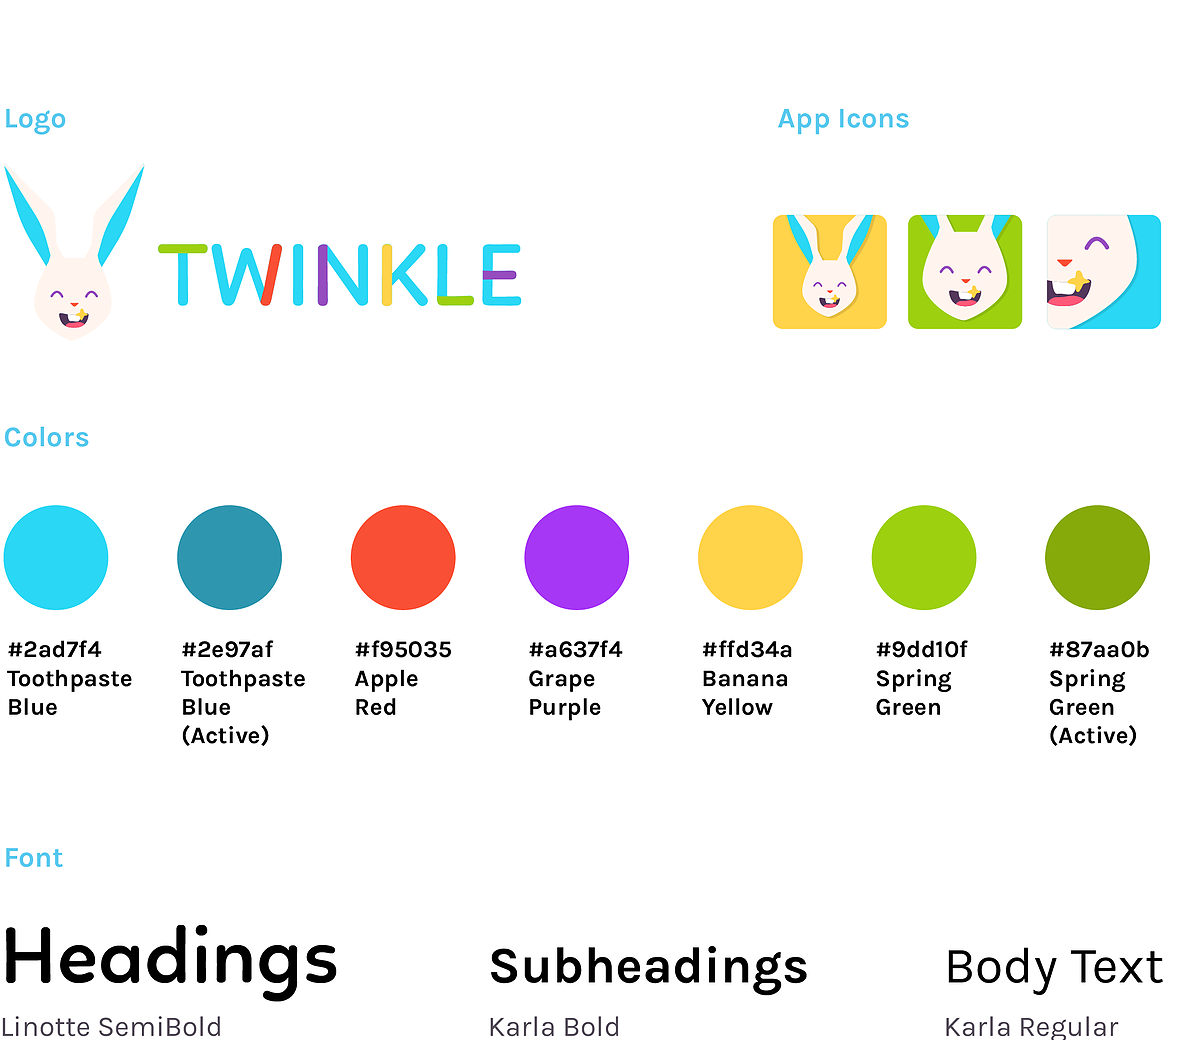 Logo
App Icons
TWINKLE
Colors
#2ad7f4
Toothpaste
Blue
#2e97af
Toothpaste
Blue
(Active)
#f95035
Apple
Red
#a637f4
Grape
Purple
#ffd34a
Banana
Yellow
#9dd10f
Spring
Green
#87aa0b
Spring
Green
(Active)
Font
Headings
Linotte SemiBold
Subheadings
Karla Bold
Body Text
Karla Regular